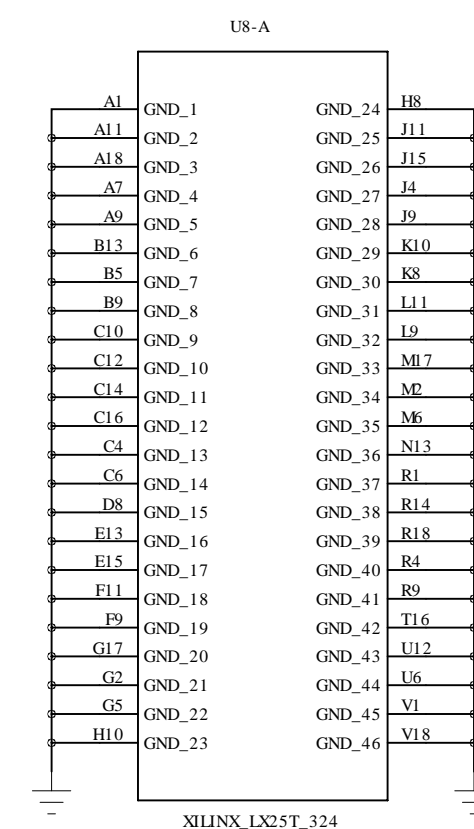 U8-A
A1 GND_1 GND_24 H8
A11 GND_2 GND_25 J11
A18 GND_3 GND_26 J15
A7 GND_4 GND_27 J4
A9 GND_5 GND_28 J9
B13 GND_6 GND_29 K10
B5 GND_7 GND_30 K8
B9 GND_8 GND_31 L11
C10 GND_9 GND_32 L9
C12 GND_10 GND_33 M17
C14 GND_11 GND_34 M2
C16 GND_12 GND_35 M6
C4 GND_13 GND_36 N13
C6 GND_14 GND_37 R1
D8 GND_15 GND_38 R14
E13 GND_16 GND_39 R18
E15 GND_17 GND_40 R4
F11 GND_18 GND_41 R9
F9 GND_19 GND_42 T16
G17 GND_20 GND_43 U12
G2 GND_21 GND_44 U6
G5 GND_22 GND_45 V1
H10 GND_23 GND_46 V18
XILINX_LX25T_324